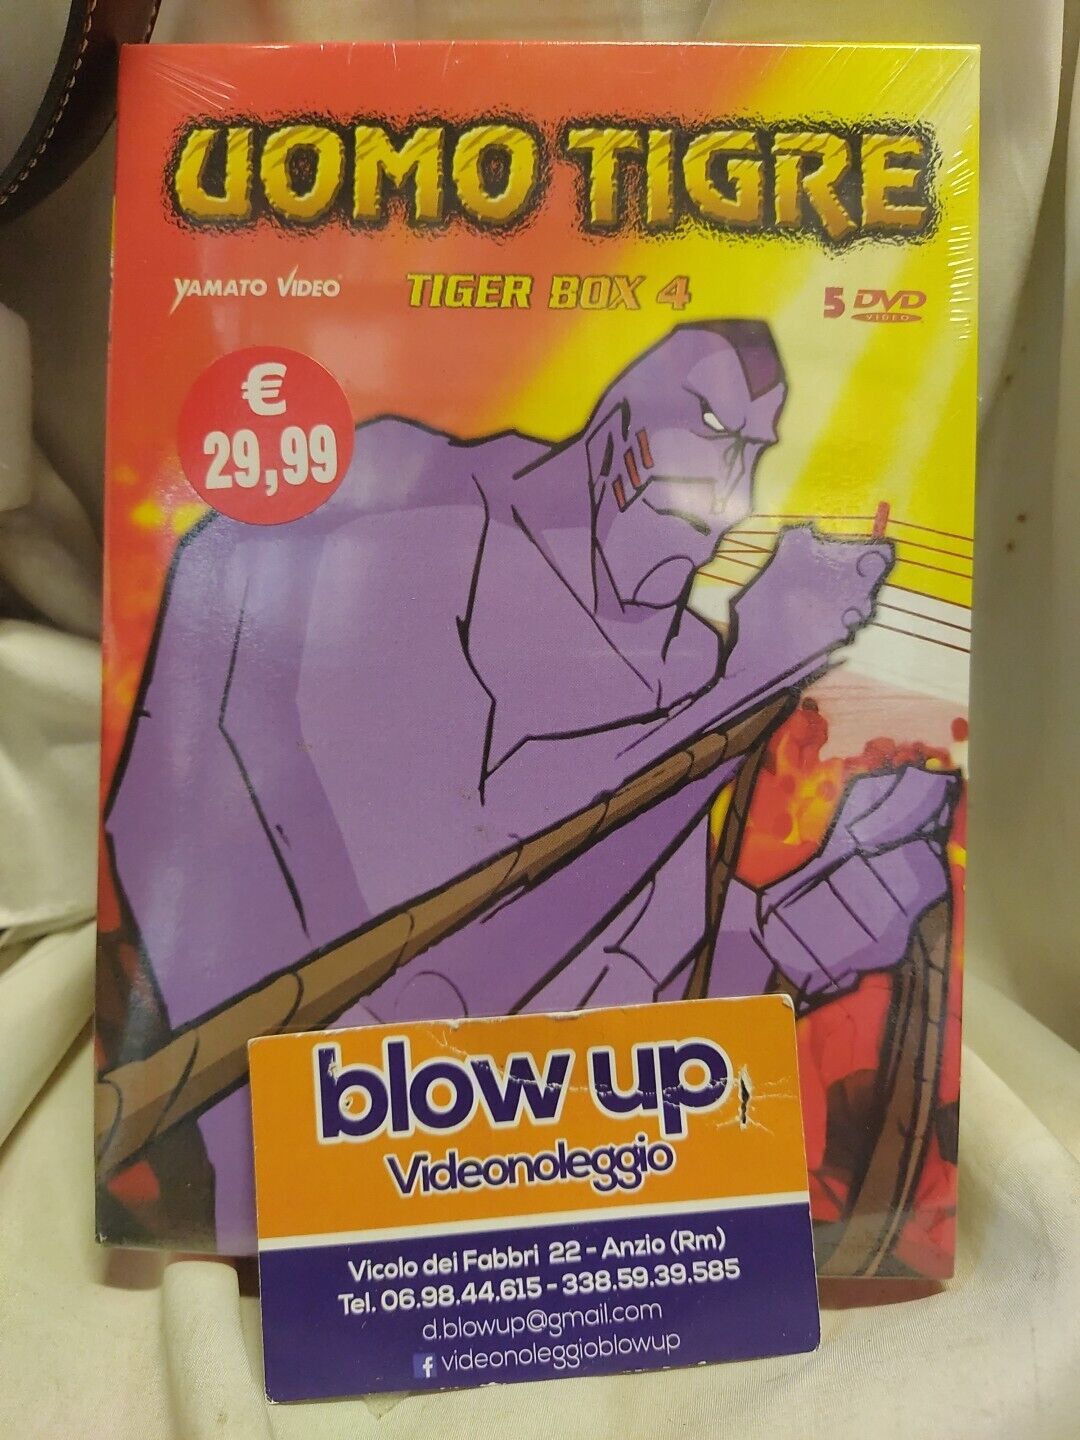 UOMO TIGRE
YAMATO VIDEO
TIGER BOX 4
5 DVD
VIDEO
€
29,99
blow up
Videonoleggio
Vicolo dei Fabbri 22 - Anzio (Rm)
Tel. 06.98.44.615 - 338.59.39.585
d.blowup@gmail.com
f videonoleggioblowup